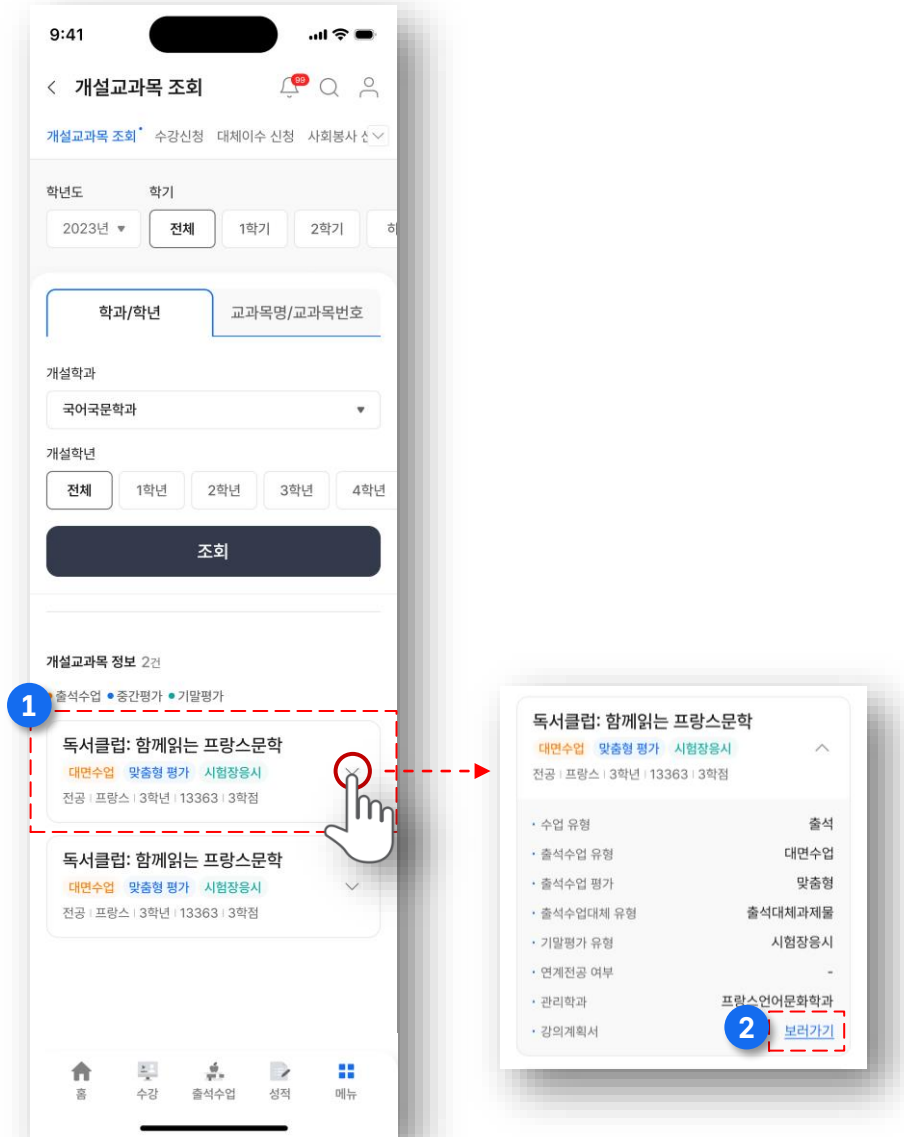 9:41
개설교과목 조회
99
개설교과목 조회 수강신청 대체이수 신청 사회봉사
학년도 학기
2023년 ▼ 전체 1학기 2학기
학과/학년 교과목명/교과목번호
개설학과
국어국문학과 ▼
개설학년
전체 1학년 2학년 3학년 4학년
조회
개설교과목 정보 2건
● 출석수업 ● 중간평가 ● 기말평가
1
독서클럽: 함께읽는 프랑스문학
대면수업 맞춤형 평가 시험장응시
전공 | 프랑스 | 3학년 | 13363 | 3학점
독서클럽: 함께읽는 프랑스문학
대면수업 맞춤형 평가 시험장응시
전공 | 프랑스 | 3학년 | 13363 | 3학점
홈 수강 출석수업 성적 메뉴
독서클럽: 함께읽는 프랑스문학
대면수업 맞춤형 평가 시험장응시
전공 | 프랑스 | 3학년 | 13363 | 3학점
· 수업 유형 출석
· 출석수업 유형 대면수업
· 출석수업 평가 맞춤형
· 출석수업대체 유형 출석대체과제물
· 기말평가 유형 시험장응시
· 연계전공 여부 -
· 관리학과 프랑스언어문화학과
· 강의계획서 2 보러가기